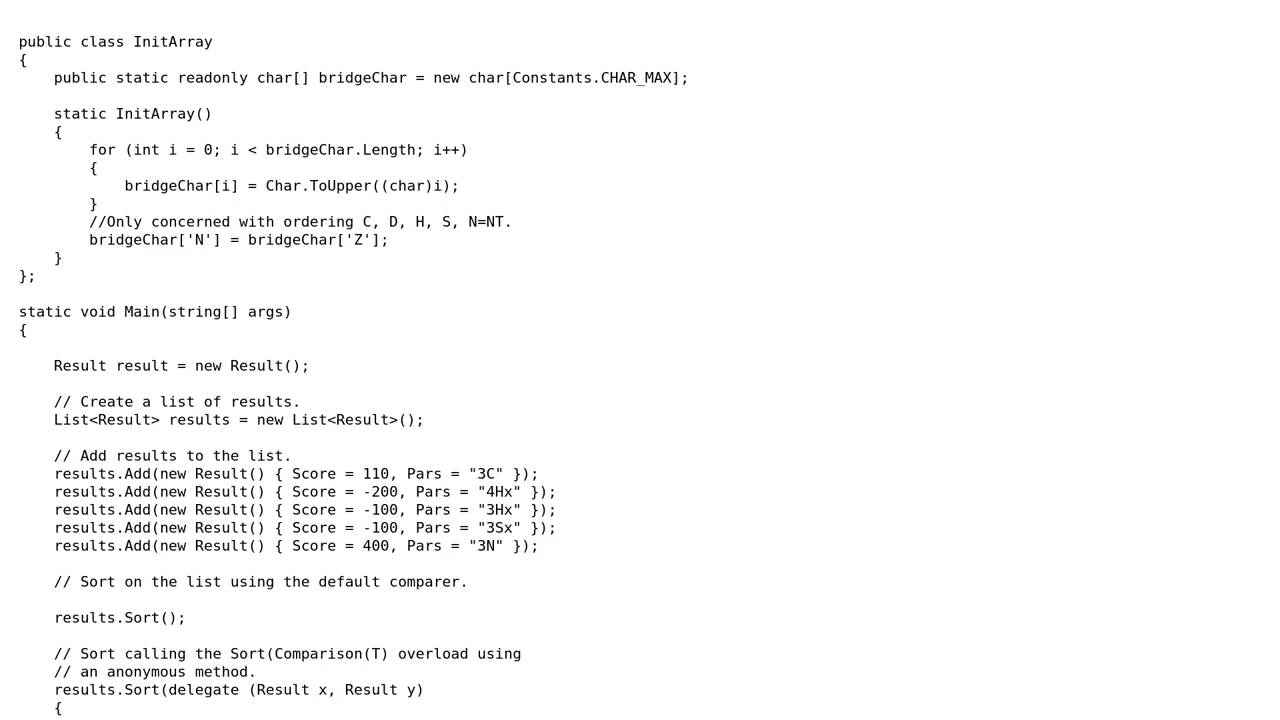 public class InitArray
{
    public static readonly char[] bridgeChar = new char[Constants.CHAR_MAX];

    static InitArray()
    {
        for (int i = 0; i < bridgeChar.Length; i++)
        {
            bridgeChar[i] = Char.ToUpper((char)i);
        }
        //Only concerned with ordering C, D, H, S, N=NT.
        bridgeChar['N'] = bridgeChar['Z'];
    }
};

static void Main(string[] args)
{

    Result result = new Result();

    // Create a list of results.
    List<Result> results = new List<Result>();

    // Add results to the list.
    results.Add(new Result() { Score = 110, Pars = "3C" });
    results.Add(new Result() { Score = -200, Pars = "4Hx" });
    results.Add(new Result() { Score = -100, Pars = "3Hx" });
    results.Add(new Result() { Score = -100, Pars = "3Sx" });
    results.Add(new Result() { Score = 400, Pars = "3N" });

    // Sort on the list using the default comparer.

    results.Sort();

    // Sort calling the Sort(Comparison(T) overload using
    // an anonymous method.
    results.Sort(delegate (Result x, Result y)
    {